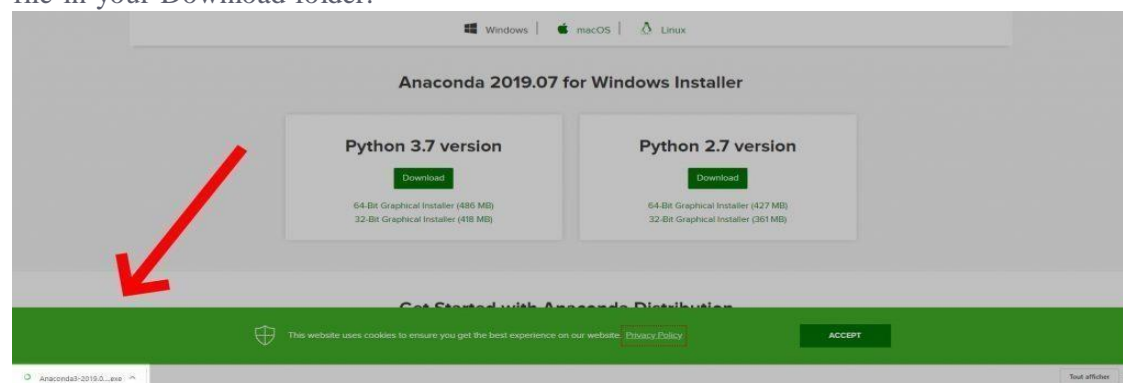 file in your Download folder.
Windows | macOS | Linux
Anaconda 2019.07 for Windows Installer
Python 3.7 version
Download
64-Bit Graphical Installer (486 MB)
32-Bit Graphical Installer (418 MB)
Python 2.7 version
Download
64-Bit Graphical Installer (427 MB)
32-Bit Graphical Installer (361 MB)
Get Started with Anaconda Distribution
This website uses cookies to ensure you get the best experience on our website. Privacy Policy
ACCEPT
Anaconda3-2019.0....exe
Tout afficher